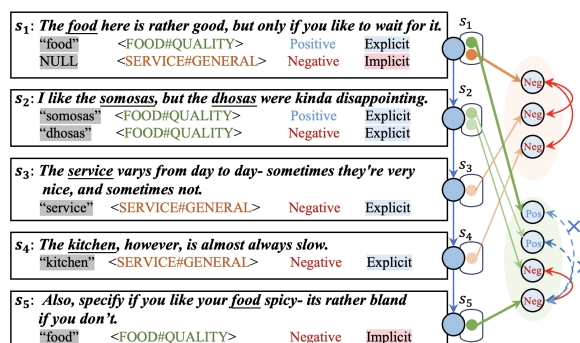 s1: The food here is rather good, but only if you like to wait for it.
"food" <FOOD#QUALITY> Positive Explicit
NULL <SERVICE#GENERAL> Negative Implicit
s2: I like the somosas, but the dhosas were kinda disappointing.
"somosas" <FOOD#QUALITY> Positive Explicit
"dhosas" <FOOD#QUALITY> Negative Explicit
s3: The service varys from day to day- sometimes they're very
nice, and sometimes not.
"service" <SERVICE#GENERAL> Negative Explicit
s4: The kitchen, however, is almost always slow.
"kitchen" <SERVICE#GENERAL> Negative Explicit
s5: Also, specify if you like your food spicy- its rather bland
if you don't.
"food" <FOOD#QUALITY> Negative Implicit
s1
s2
s3
s4
s5
Neg
Neg
Neg
Pos
Pos
Neg
Neg